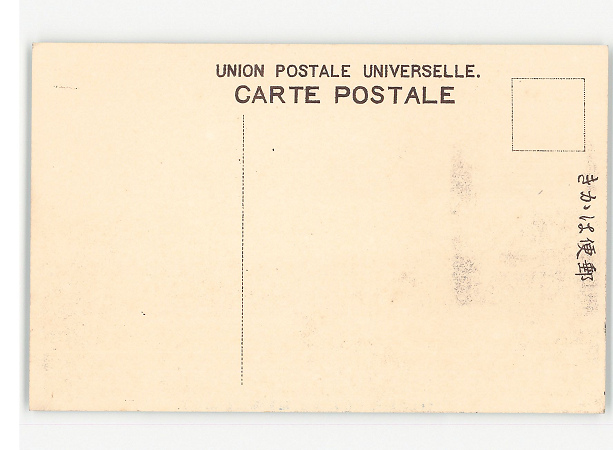 UNION POSTALE UNIVERSELLE.
CARTE POSTALE
郵便はかき